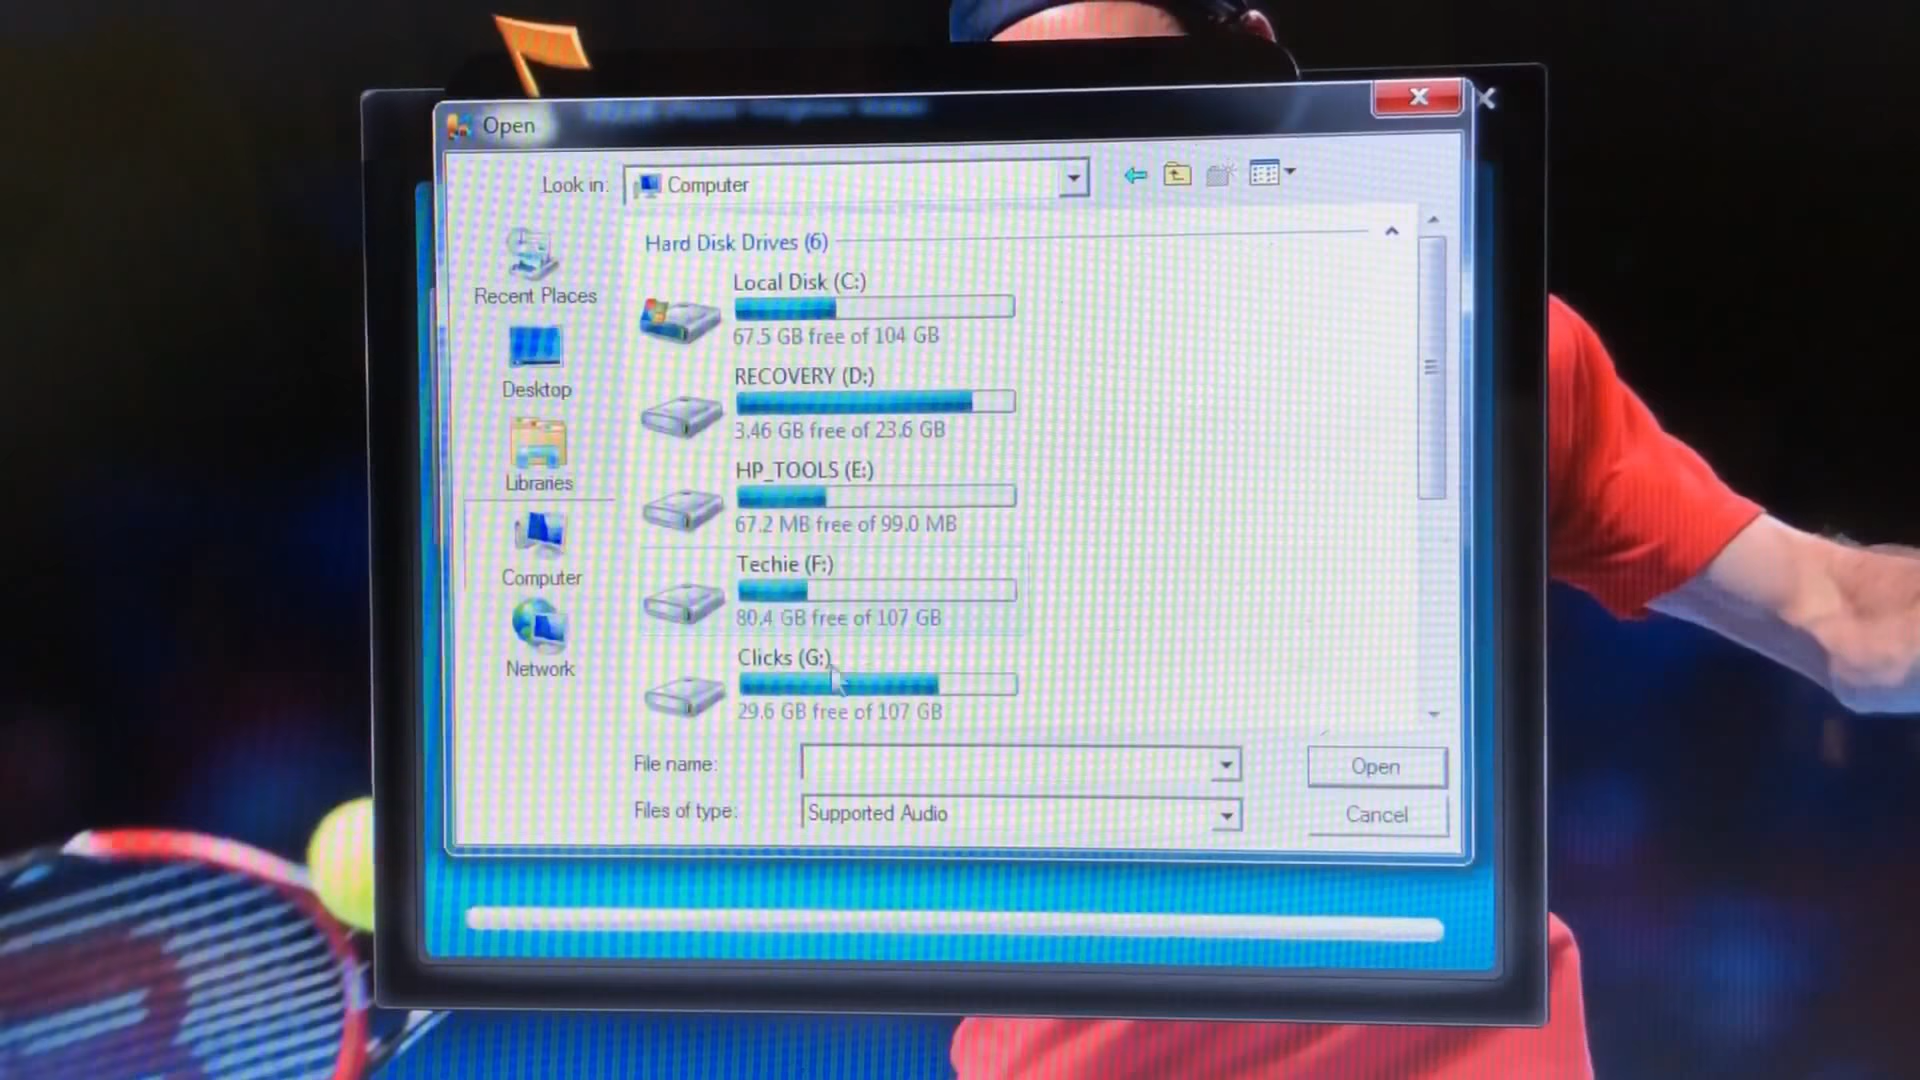 Open
Look in:
Computer
Recent Places
Desktop
Libraries
Computer
Network
Hard Disk Drives (6)
Local Disk (C:)
67.5 GB free of 104 GB
RECOVERY (D:)
3.46 GB free of 23.6 GB
HP_TOOLS (E:)
67.2 MB free of 99.0 MB
Techie (F:)
80.4 GB free of 107 GB
Clicks (G:)
29.6 GB free of 107 GB
File name:
Open
Files of type:
Supported Audio
Cancel